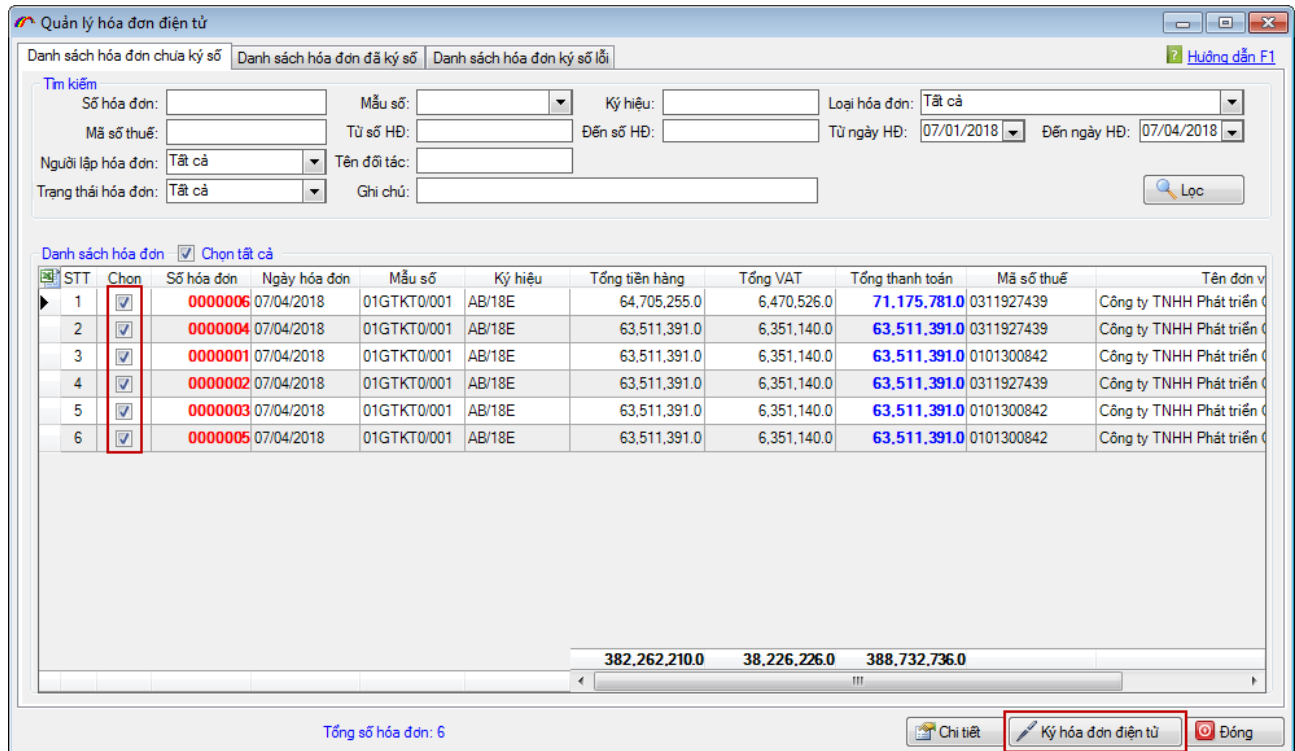 Quản lý hóa đơn điện tử
Danh sách hóa đơn chưa ký số Danh sách hóa đơn đã ký số Danh sách hóa đơn ký số lỗi Hướng dẫn F1
Tìm kiếm
Số hóa đơn: Mẫu số: Ký hiệu: Loại hóa đơn: Tất cả
Mã số thuế: Từ số HĐ: Đến số HĐ: Từ ngày HĐ: 07/01/2018 Đến ngày HĐ: 07/04/2018
Người lập hóa đơn: Tất cả Tên đối tác:
Trạng thái hóa đơn: Tất cả Ghi chú: Lọc
Danh sách hóa đơn Chọn tất cả
STT Chọn Số hóa đơn Ngày hóa đơn Mẫu số Ký hiệu Tổng tiền hàng Tổng VAT Tổng thanh toán Mã số thuế Tên đơn v
1 0000006 07/04/2018 01GTKT0/001 AB/18E 64,705,255.0 6,470,526.0 71,175,781.0 0311927439 Công ty TNHH Phát triển
2 0000004 07/04/2018 01GTKT0/001 AB/18E 63,511,391.0 6,351,140.0 63,511,391.0 0311927439 Công ty TNHH Phát triển
3 0000001 07/04/2018 01GTKT0/001 AB/18E 63,511,391.0 6,351,140.0 63,511,391.0 0101300842 Công ty TNHH Phát triển
4 0000002 07/04/2018 01GTKT0/001 AB/18E 63,511,391.0 6,351,140.0 63,511,391.0 0311927439 Công ty TNHH Phát triển
5 0000003 07/04/2018 01GTKT0/001 AB/18E 63,511,391.0 6,351,140.0 63,511,391.0 0101300842 Công ty TNHH Phát triển
6 0000005 07/04/2018 01GTKT0/001 AB/18E 63,511,391.0 6,351,140.0 63,511,391.0 0101300842 Công ty TNHH Phát triển
382,262,210.0 38,226,226.0 388,732,736.0
Tổng số hóa đơn: 6 Chi tiết Ký hóa đơn điện tử Đóng